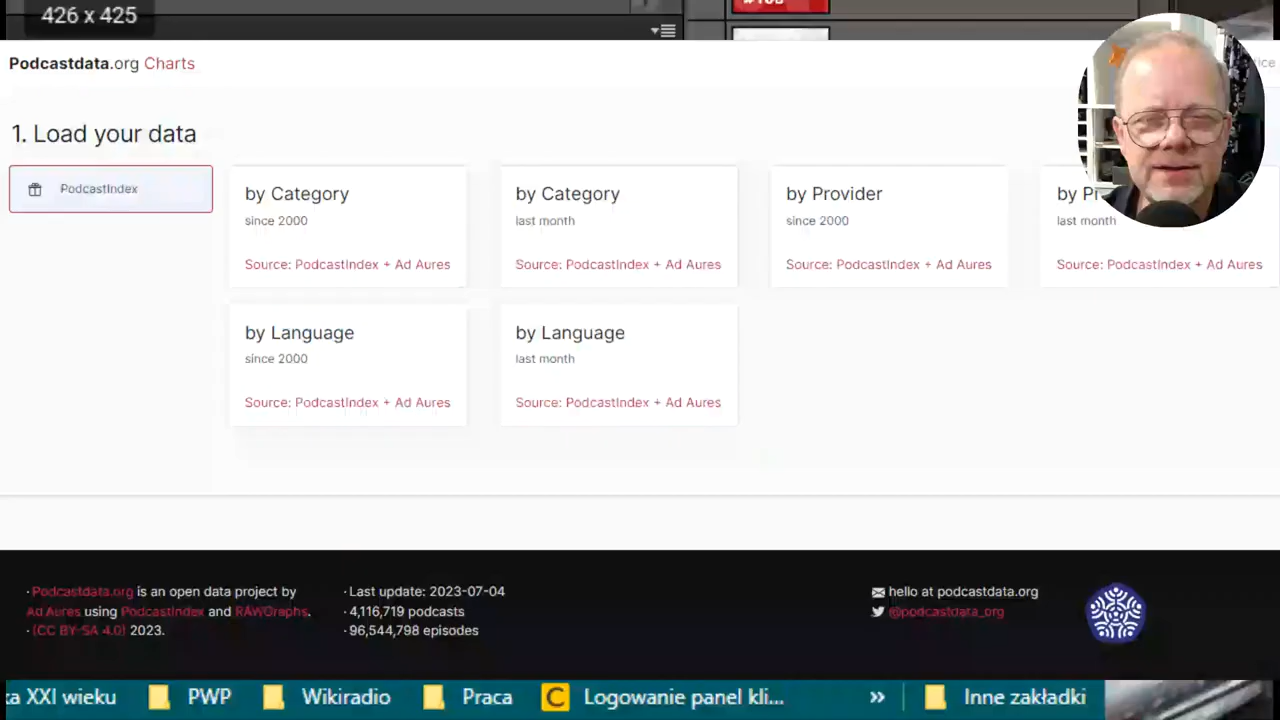 426 x 425
Podcastdata.org Charts
1. Load your data
PodcastIndex
by Category
since 2000
Source: PodcastIndex + Ad Aures
by Category
last month
Source: PodcastIndex + Ad Aures
by Provider
since 2000
Source: PodcastIndex + Ad Aures
last month
Source: PodcastIndex + Ad Aures
by Language
since 2000
Source: PodcastIndex + Ad Aures
by Language
last month
Source: PodcastIndex + Ad Aures
· Podcastdata.org is an open data project by
Ad Aures using PodcastIndex and RAWGraphs.
· (CC BY-SA 4.0) 2023.
· Last update: 2023-07-04
· 4,116,719 podcasts
· 96,544,798 episodes
hello at podcastdata.org
@podcastdata_org
ka XXI wieku
PWP
Wikiradio
Praca
C
Logowanie panel kli...
»
Inne zakładki